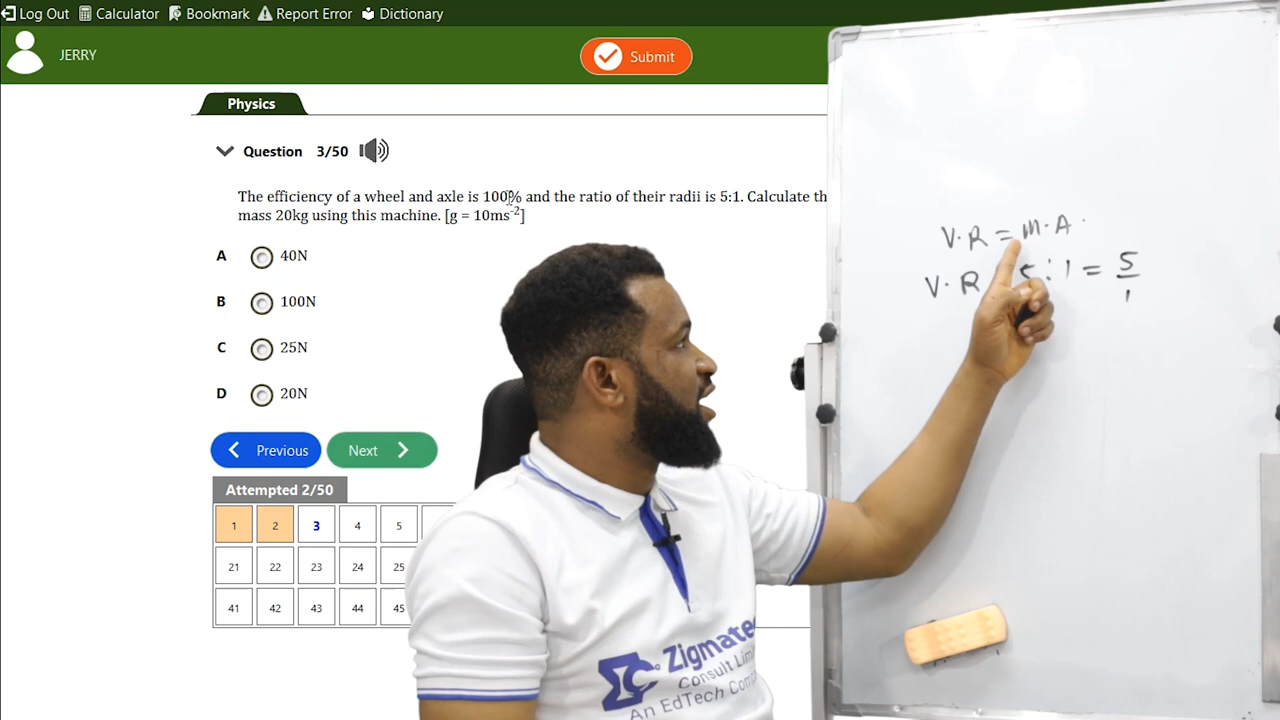 Log Out Calculator Bookmark Report Error Dictionary
JERRY
Submit
Physics
Question 3/50
The efficiency of a wheel and axle is 100% and the ratio of their radii is 5:1. Calculate th
mass 20kg using this machine. [g = 10ms-2]
A 40N
B 100N
C 25N
D 20N
Previous Next
Attempted 2/50
1 2 3 4 5
21 22 23 24 25
41 42 43 44 45
V.R = M.A.
V.R 5:1 = 5/1
Zigmate
Consult Lim
An EdTech Comp